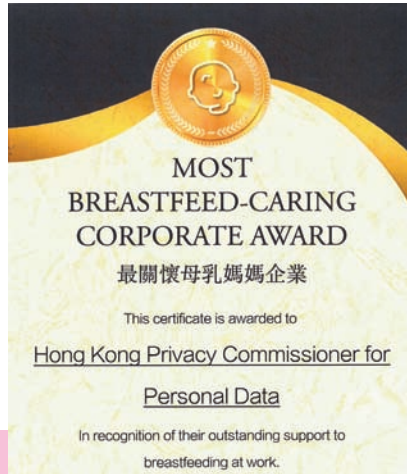 MOST
BREASTFEED-CARING
CORPORATE AWARD
最關懷母乳媽媽企業
This certificate is awarded to
Hong Kong Privacy Commissioner for
Personal Data
In recognition of their outstanding support to
breastfeeding at work.